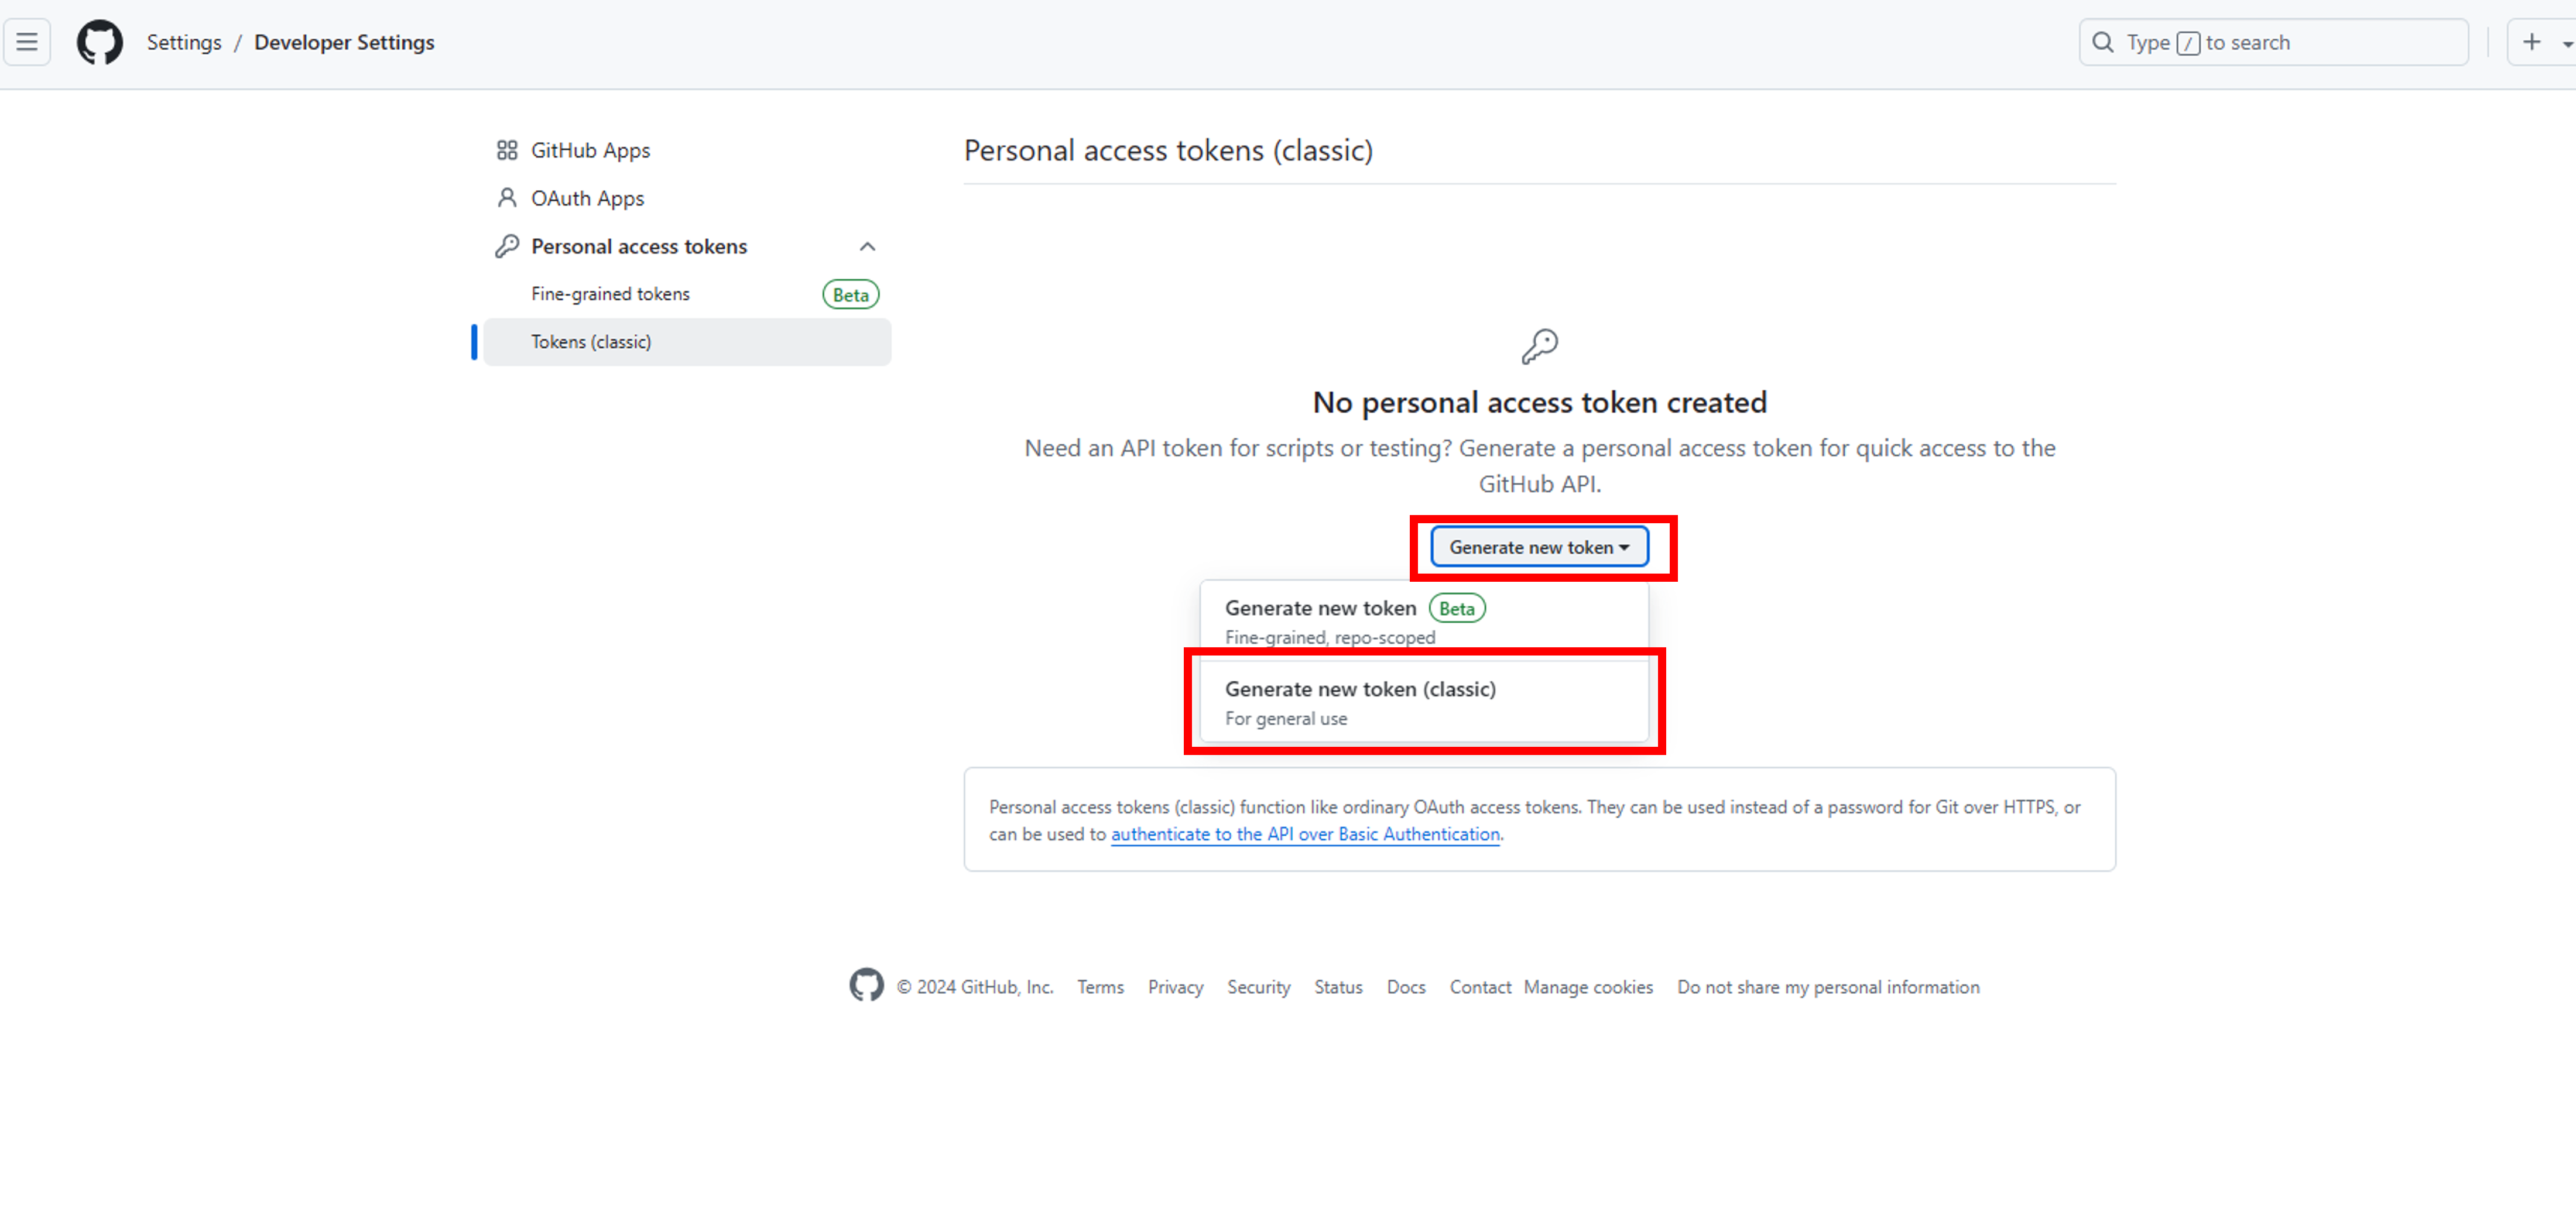 Settings / Developer Settings
Type / to search
GitHub Apps
OAuth Apps
Personal access tokens
Fine-grained tokens Beta
Tokens (classic)
Personal access tokens (classic)
No personal access token created
Need an API token for scripts or testing? Generate a personal access token for quick access to the
GitHub API.
Generate new token
Generate new token Beta
Fine-grained, repo-scoped
Generate new token (classic)
For general use
Personal access tokens (classic) function like ordinary OAuth access tokens. They can be used instead of a password for Git over HTTPS, or
can be used to authenticate to the API over Basic Authentication.
© 2024 GitHub, Inc. Terms Privacy Security Status Docs Contact Manage cookies Do not share my personal information